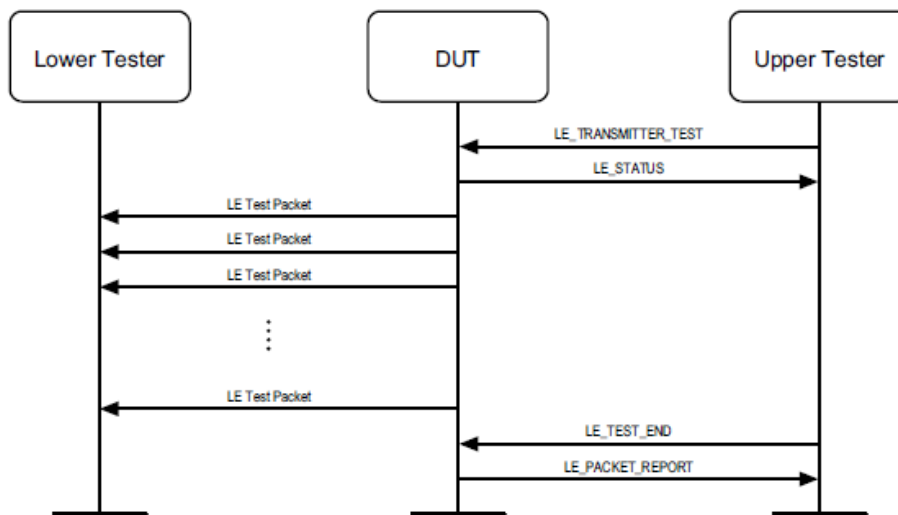 Lower Tester
DUT
Upper Tester
LE_TRANSMITTER_TEST
LE_STATUS
LE Test Packet
LE Test Packet
LE Test Packet
LE Test Packet
LE_TEST_END
LE_PACKET_REPORT